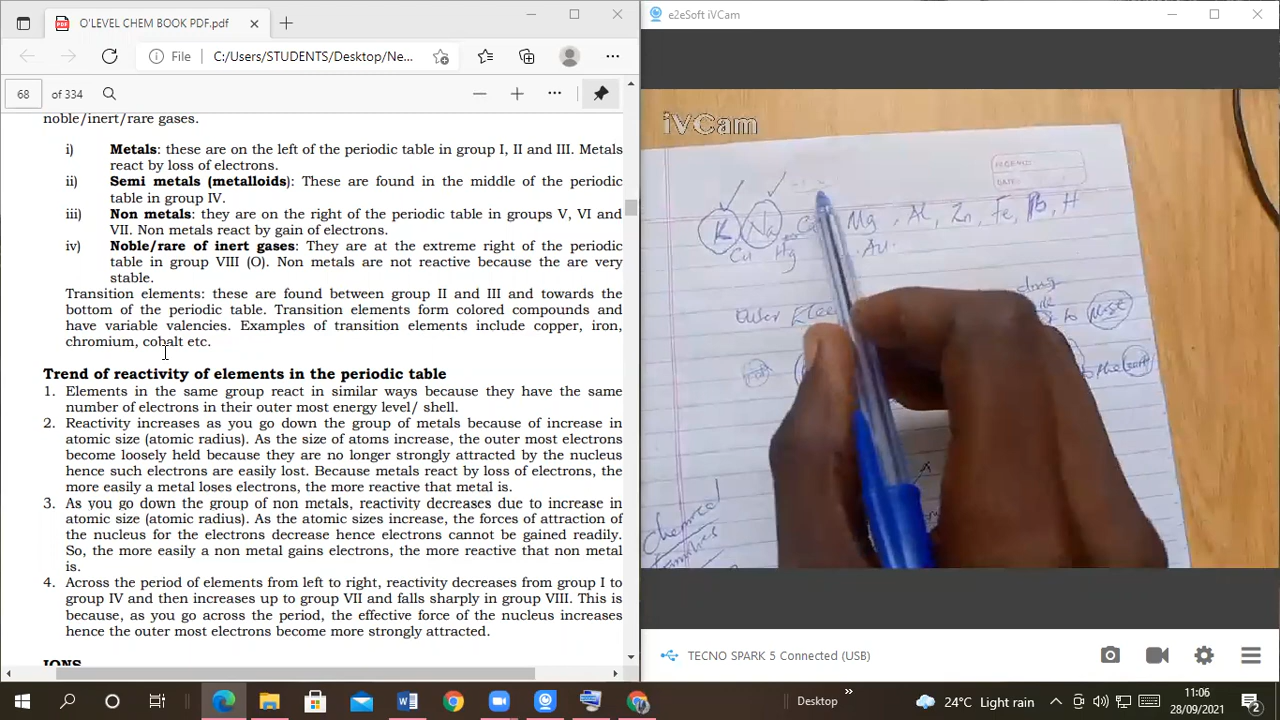 O'LEVEL CHEM BOOK PDF.pdf
File C:/Users/STUDENTS/Desktop/Ne...
68 of 334
noble/inert/rare gases.
i) Metals: these are on the left of the periodic table in group I, II and III. Metals
react by loss of electrons.
ii) Semi metals (metalloids): These are found in the middle of the periodic
table in group IV.
iii) Non metals: they are on the right of the periodic table in groups V, VI and
VII. Non metals react by gain of electrons.
iv) Noble/rare of inert gases: They are at the extreme right of the periodic
table in group VIII (O). Non metals are not reactive because the are very
stable.
Transition elements: these are found between group II and III and towards the
bottom of the periodic table. Transition elements form colored compounds and
have variable valencies. Examples of transition elements include copper, iron,
chromium, cobalt etc.
Trend of reactivity of elements in the periodic table
1. Elements in the same group react in similar ways because they have the same
number of electrons in their outer most energy level/ shell.
2. Reactivity increases as you go down the group of metals because of increase in
atomic size (atomic radius). As the size of atoms increase, the outer most electrons
become loosely held because they are no longer strongly attracted by the nucleus
hence such electrons are easily lost. Because metals react by loss of electrons, the
more easily a metal loses electrons, the more reactive that metal is.
3. As you go down the group of non metals, reactivity decreases due to increase in
atomic size (atomic radius). As the atomic sizes increase, the forces of attraction
of the nucleus for the electrons decrease hence electrons cannot be gained readily.
So, the more easily a non metal gains electrons, the more reactive that non metal
is.
4. Across the period of elements from left to right, reactivity decreases from group I to
group IV and then increases up to group VII and falls sharply in group VIII. This is
because, as you go across the period, the effective force of the nucleus increases
hence the outer most electrons become more strongly attracted.
IONS
e2eSoft iVCam
iVCam
DATE:
K Na Mg , Al, Zn, Fe, Pb, H
Cu Hg Au
Outer
to
Chemical
TECNO SPARK 5 Connected (USB)
Desktop
24°C Light rain
11:06
28/09/2021
2